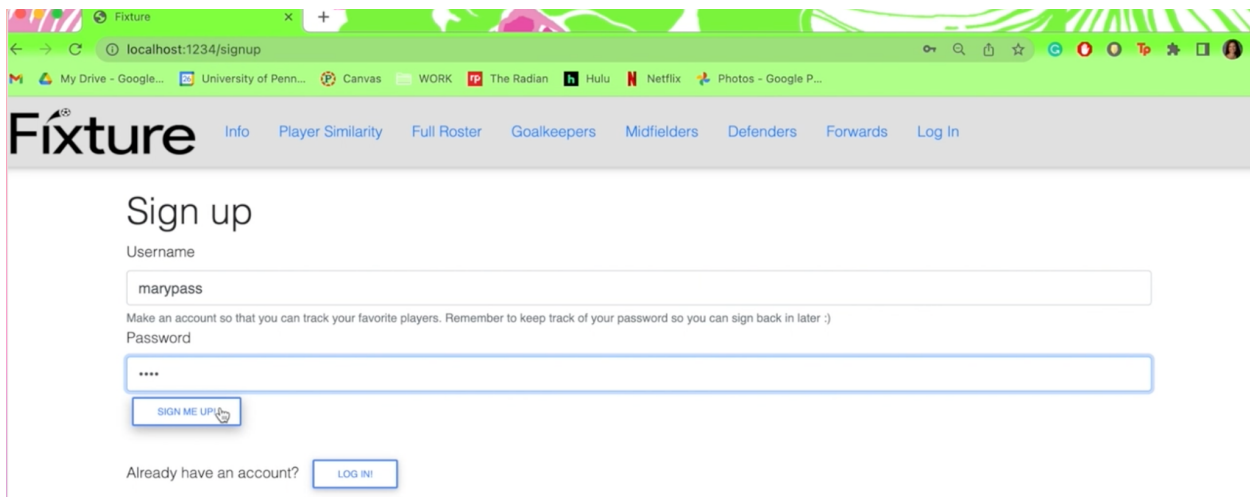 Fixture
localhost:1234/signup
My Drive - Google... University of Penn... Canvas WORK The Radian Hulu Netflix Photos - Google P...
Fixture Info Player Similarity Full Roster Goalkeepers Midfielders Defenders Forwards Log In
Sign up
Username
marypass
Make an account so that you can track your favorite players. Remember to keep track of your password so you can sign back in later :)
Password
••••
SIGN ME UP!
Already have an account? LOG IN!